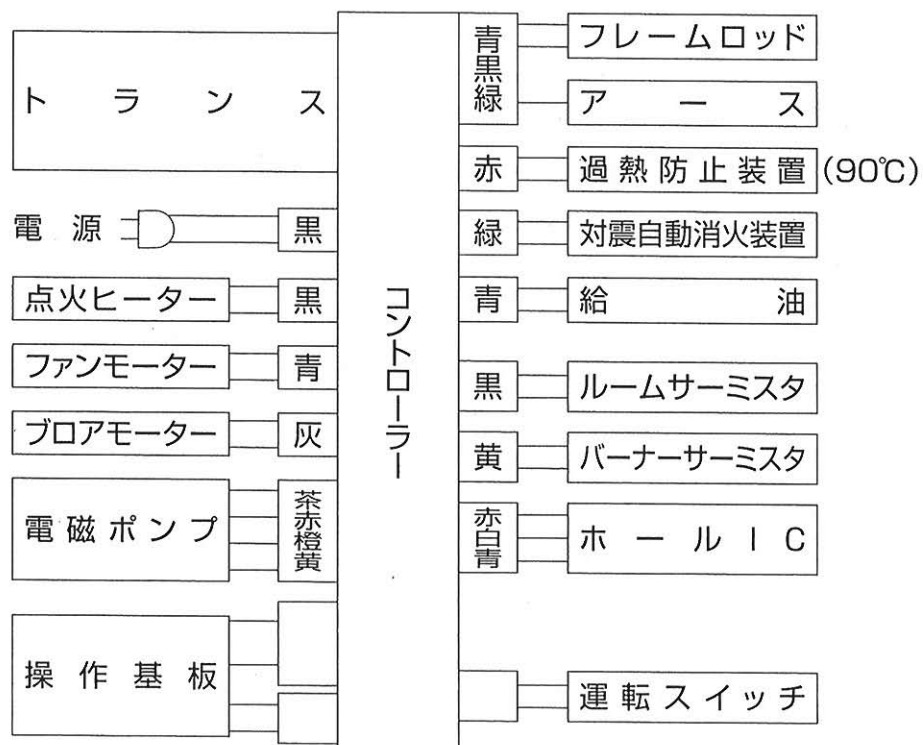 トランス
電源
黒
点火ヒーター
黒
ファンモーター
青
ブロアモーター
灰
電磁ポンプ
茶赤橙黄
操作基板
コントローラー
青黒緑
フレームロッド
アース
赤
過熱防止装置(90℃)
緑
対震自動消火装置
青
給油
黒
ルームサーミスタ
黄
バーナーサーミスタ
赤白青
ホールIC
運転スイッチ